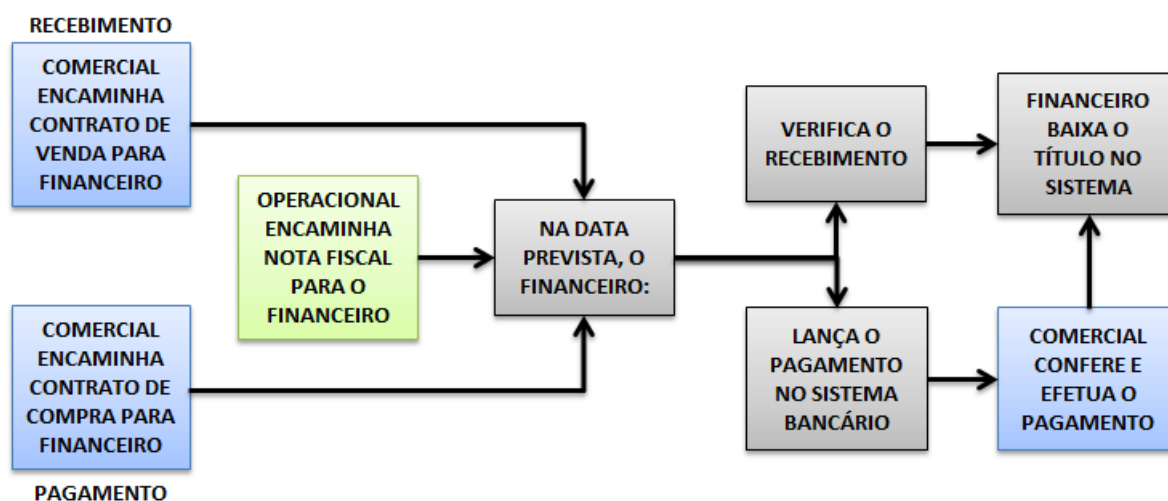 RECEBIMENTO
COMERCIAL
ENCAMINHA
CONTRATO DE
VENDA PARA
FINANCEIRO
OPERACIONAL
ENCAMINHA
NOTA FISCAL
PARA O
FINANCEIRO
COMERCIAL
ENCAMINHA
CONTRATO DE
COMPRA PARA
FINANCEIRO
PAGAMENTO
NA DATA
PREVISTA, O
FINANCEIRO:
VERIFICA O
RECEBIMENTO
FINANCEIRO
BAIXA O
TÍTULO NO
SISTEMA
LANÇA O
PAGAMENTO
NO SISTEMA
BANCÁRIO
COMERCIAL
CONFERE E
EFETUA O
PAGAMENTO